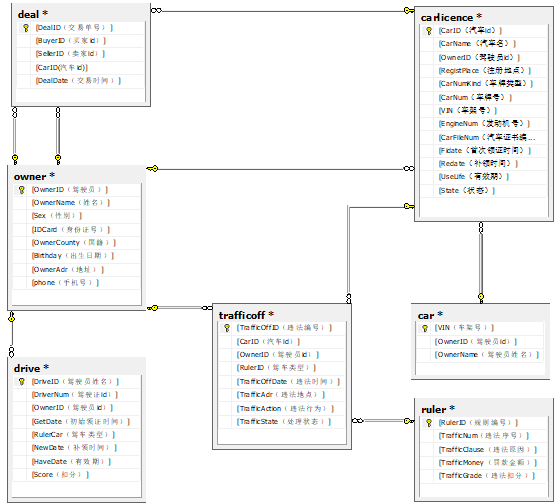 deal *
[DealID（交易单号）]
[BuyerID（买家id）]
[SellerID（卖家id）]
[CarID(汽车id)]
[DealDate（交易时间）]
carlicence *
[CarID（汽车id）]
[CarName（汽车名）]
[OwnerID（驾驶员id）]
[RegistPlace（注册地点）]
[CarNumKind（车牌类型）]
[CarNum（车牌号）]
[VIN（车架号）]
[EngineNum（发动机号）]
[CarFileNum（汽车证书编...
[Fidate（首次领证时间）]
[Redate（补领时间）]
[UseLife（有效期）]
[State（状态）]
owner *
[OwnerID（驾驶员）]
[OwnerName（姓名）]
[Sex（性别）]
[IDCard（身份证号）]
[OwnerCounty（国籍）]
[Birthday（出生日期）]
[OwnerAdr（地址）]
[phone（手机号）]
trafficoff *
[TrafficOffID（违法编号）]
[CarID（汽车id）]
[OwnerID（驾驶员id）]
[RulerID（驾车类型）]
[TrafficOffDate（违法时间）]
[TrafficAdr（违法地点）]
[TrafficAction（违法行为）]
[TrafficState（处理状态）]
car *
[VIN（车架号）]
[OwnerID（驾驶员id）]
[OwnerName（驾驶员姓名）]
drive *
[DriveID（驾驶员姓名）]
[DriverNum（驾驶证id）]
[OwnerID（驾驶员id）]
[GetDate（初始领证时间）]
[RulerCar（驾车类型）]
[NewDate（补领时间）]
[HaveDate（有效期）]
[Score（扣分）]
ruler *
[RulerID（规则编号）]
[TrafficNum（违法序号）]
[TrafficClause（违法原因）]
[TrafficMoney（罚款金额）]
[TrafficGrade（违法扣分）]